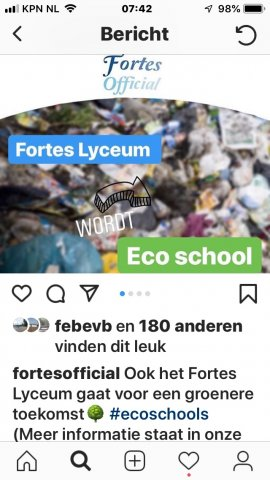 KPN NL 07:42 98%
Bericht
Fortes
Official
Fortes Lyceum
WORDT
Eco school
febevb en 180 anderen
vinden dit leuk
fortesofficial Ook het Fortes
Lyceum gaat voor een groenere
toekomst🌳 #ecoschools
(Meer informatie staat in onze